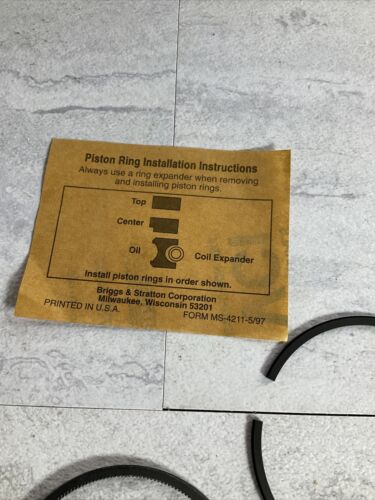 Piston Ring Installation Instructions
Always use a ring expander when removing
and installing piston rings.
Top
Center
Oil Coil Expander
Install piston rings in order shown.
Briggs & Stratton Corporation
Milwaukee, Wisconsin 53201
PRINTED IN U.S.A. FORM MS-4211-5/97